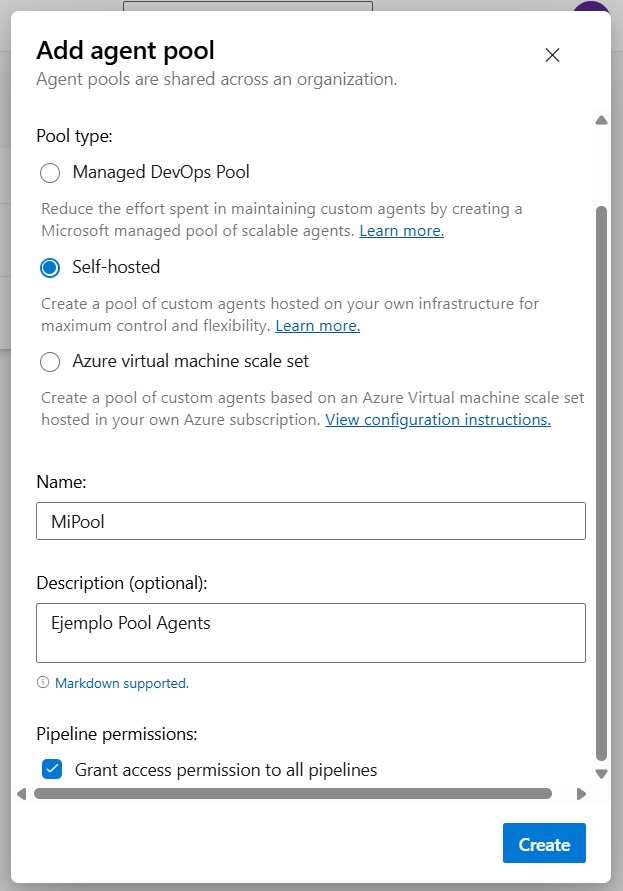 Add agent pool
Agent pools are shared across an organization.
Pool type:
Managed DevOps Pool
Reduce the effort spent in maintaining custom agents by creating a
Microsoft managed pool of scalable agents. Learn more.
Self-hosted
Create a pool of custom agents hosted on your own infrastructure for
maximum control and flexibility. Learn more.
Azure virtual machine scale set
Create a pool of custom agents based on an Azure Virtual machine scale set
hosted in your own Azure subscription. View configuration instructions.
Name:
MiPool
Description (optional):
Ejemplo Pool Agents
Markdown supported.
Pipeline permissions:
Grant access permission to all pipelines
Create